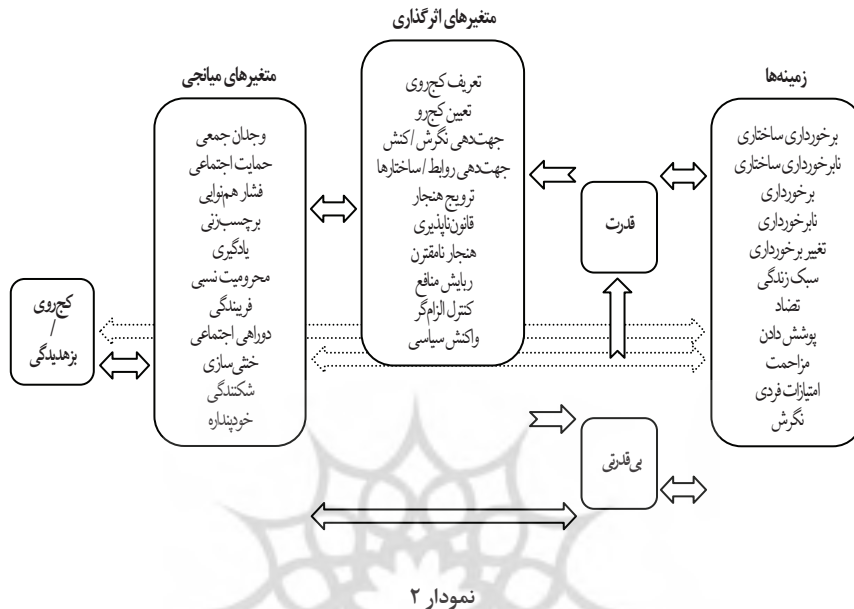 زمینه‌ها
برخورداری ساختاری
نابرخورداری ساختاری
برخورداری
نابرخورداری
تغییر برخورداری
سبک زندگی
تضاد
پوشش دادن
مزاحمت
امتیازات فردی
نگرش
قدرت
بی‌قدرتی
متغیرهای اثرگذاری
تعریف کج‌روی
تعیین کج‌رو
جهت‌دهی نگرش/کنش
جهت‌دهی روابط/ساختارها
ترویج هنجار
قانون‌ناپذیری
هنجار نامقترن
ربایش منافع
کنترل الزام‌گر
واکنش سیاسی
متغیرهای میانجی
وجدان جمعی
حمایت اجتماعی
فشار هم‌نوایی
برچسب‌زنی
یادگیری
محرومیت نسبی
فریبندگی
دوراهی اجتماعی
خنثی‌سازی
شکنندگی
خودپنداره
کج‌روی
/
بزهدیدگی
نمودار ۲